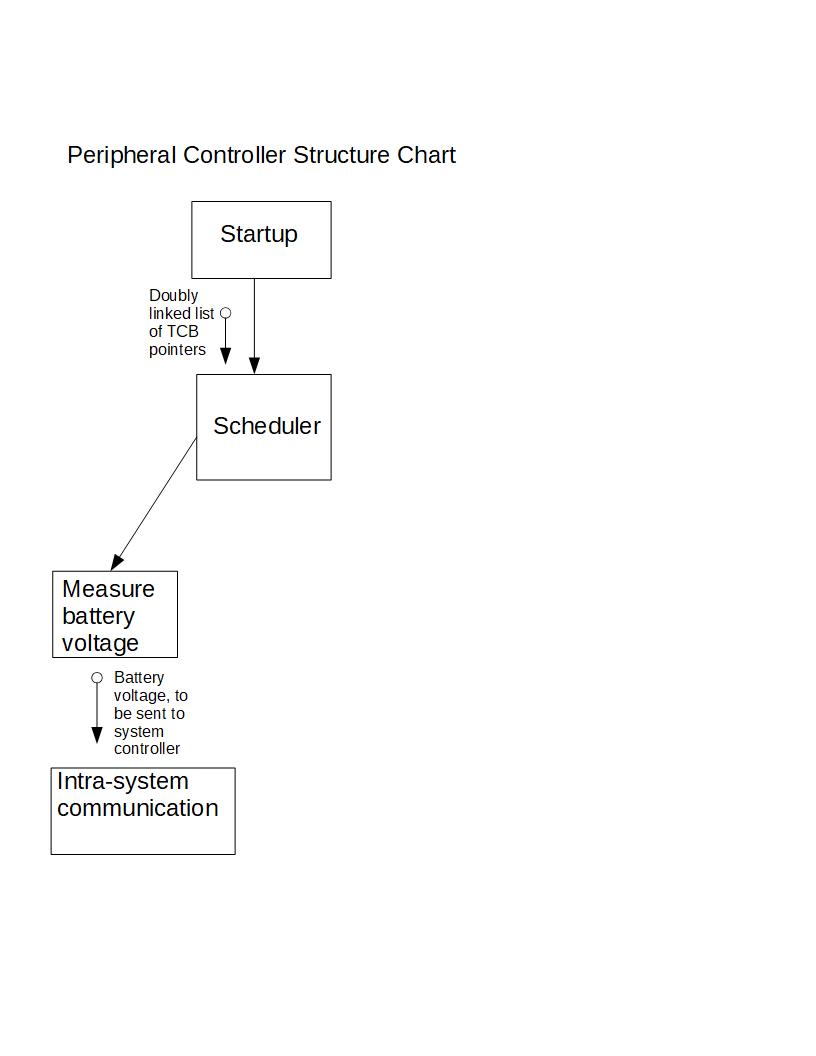 Peripheral Controller Structure Chart
Startup
Doubly
linked list
of TCB
pointers
Scheduler
Measure
battery
voltage
Battery
voltage, to
be sent to
system
controller
Intra-system
communication